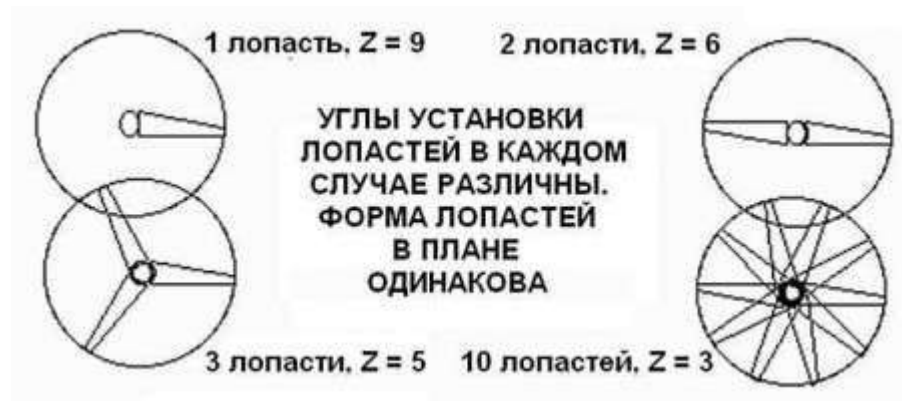 1 лопасть, Z = 9
2 лопасти, Z = 6
УГЛЫ УСТАНОВКИ
ЛОПАСТЕЙ В КАЖДОМ
СЛУЧАЕ РАЗЛИЧНЫ.
ФОРМА ЛОПАСТЕЙ
В ПЛАНЕ
ОДИНАКОВА
3 лопасти, Z = 5
10 лопастей, Z = 3